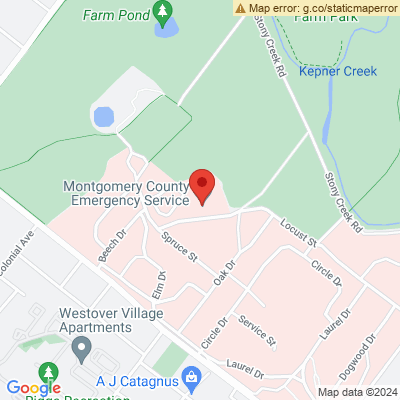 Map error: g.co/staticmaperror
Farm Pond
Farm Park
Stony Creek Rd
Kepner Creek
Montgomery County
Emergency Service
Stony Creek Rd
Locust St
Colonial Ave
Beech Dr
Spruce St
Elm Dr
Oak Dr
Circle Dr
Westover Village
Apartments
Service St
Circle Dr
Laurel Dr
Dogwood Dr
Laurel Dr
A J Catagnus
Ridge Recreation
Google
Map data ©2024